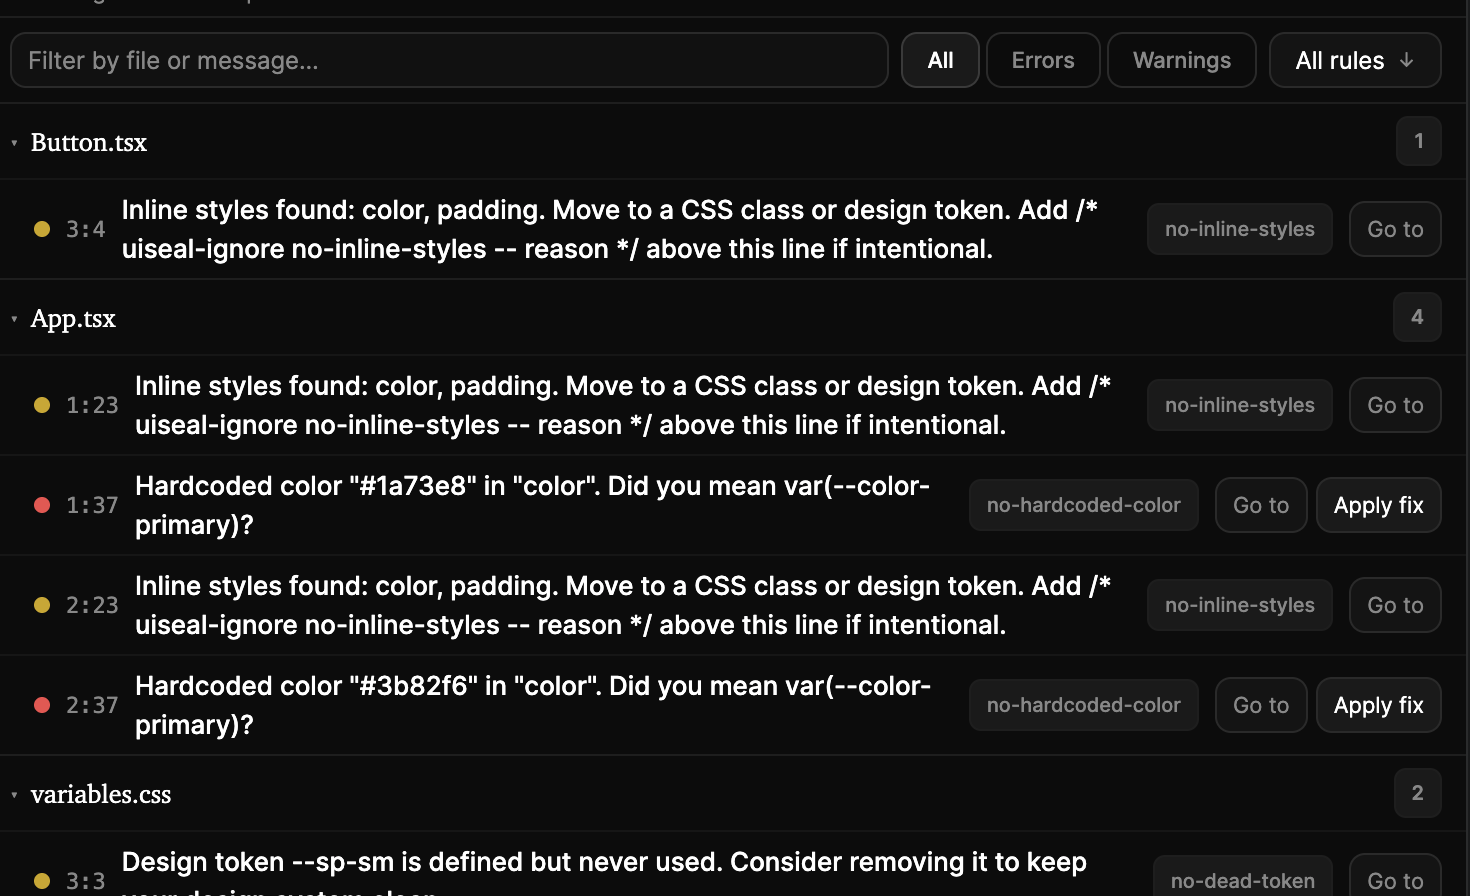 Filter by file or message...
All
Errors
Warnings
All rules ↓
Button.tsx
1
3:4
Inline styles found: color, padding. Move to a CSS class or design token. Add /*
uiseal-ignore no-inline-styles -- reason */ above this line if intentional.
no-inline-styles
Go to
App.tsx
4
1:23
Inline styles found: color, padding. Move to a CSS class or design token. Add /*
uiseal-ignore no-inline-styles -- reason */ above this line if intentional.
no-inline-styles
Go to
1:37
Hardcoded color "#1a73e8" in "color". Did you mean var(--color-
primary)?
no-hardcoded-color
Go to
Apply fix
2:23
Inline styles found: color, padding. Move to a CSS class or design token. Add /*
uiseal-ignore no-inline-styles -- reason */ above this line if intentional.
no-inline-styles
Go to
2:37
Hardcoded color "#3b82f6" in "color". Did you mean var(--color-
primary)?
no-hardcoded-color
Go to
Apply fix
variables.css
2
3:3
Design token --sp-sm is defined but never used. Consider removing it to keep
your design system clean.
no-dead-token
Go to